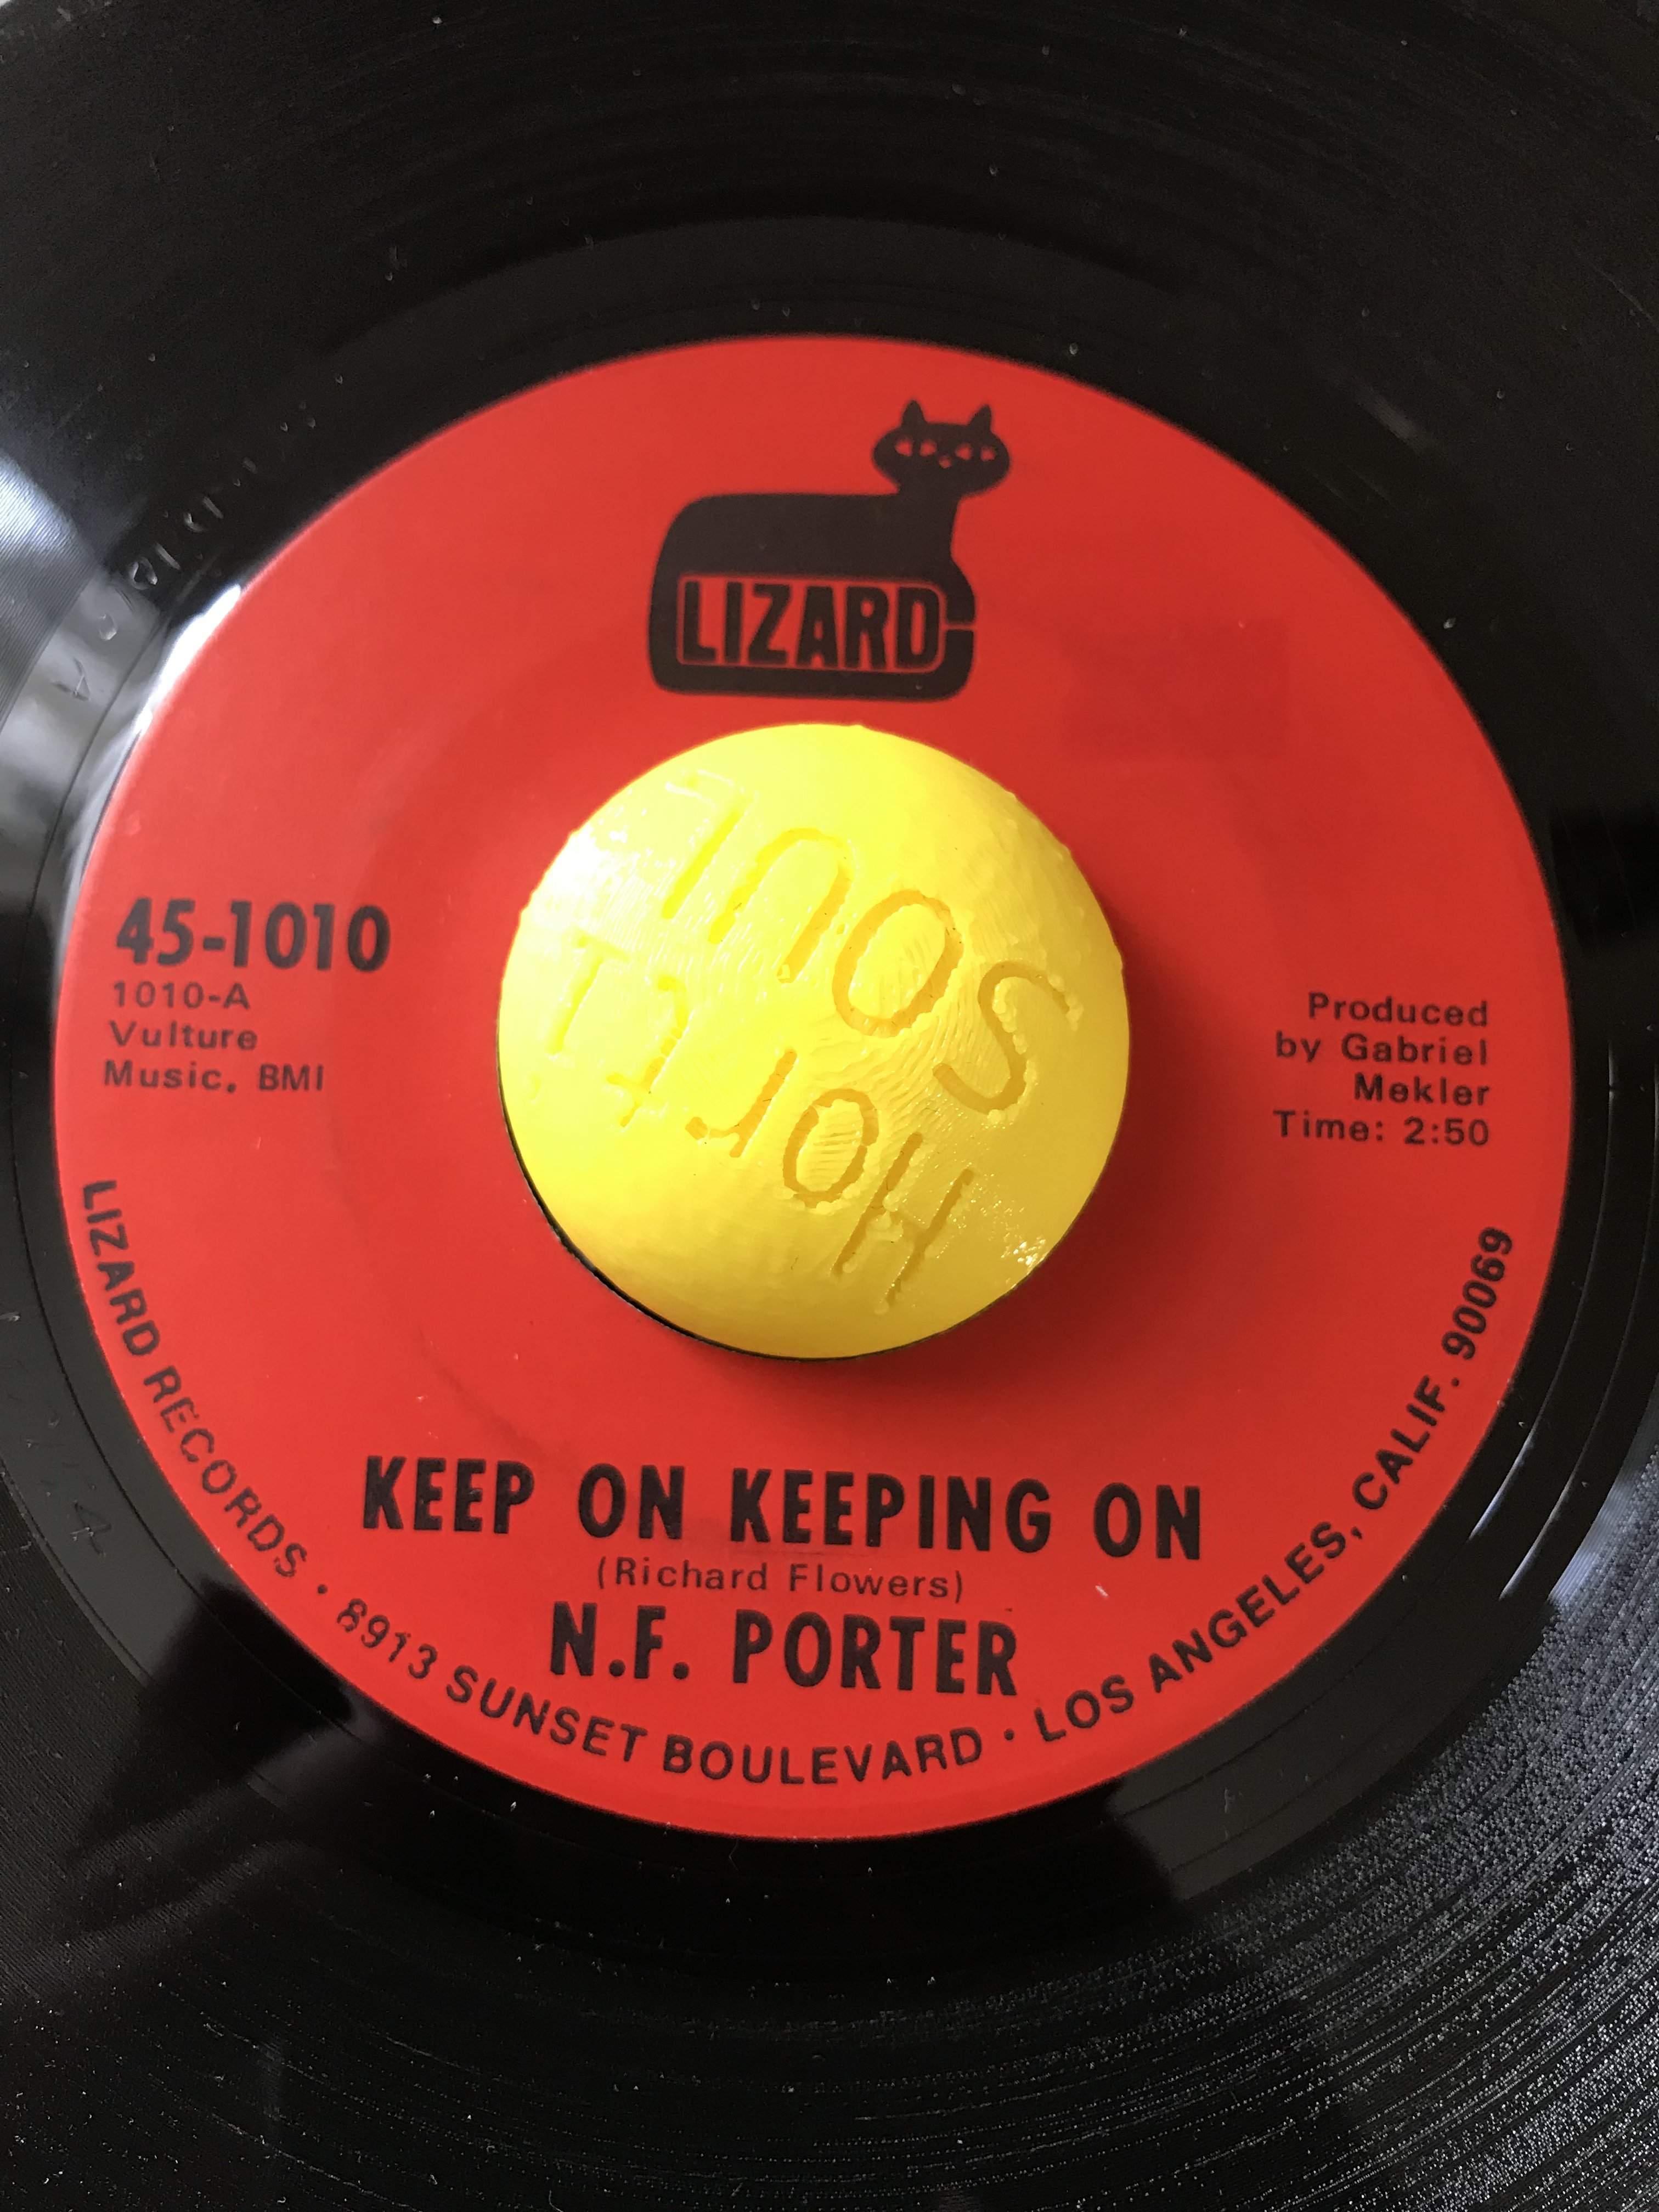 LIZARD
SOUL
45-1010
1010-A
Vulture
Music. BMI
Produced
by Gabriel
Mekler
Time: 2:50
KEEP ON KEEPING ON
(Richard Flowers)
N.F. PORTER
LIZARD RECORDS · 8913 SUNSET BOULEVARD · LOS ANGELES, CALIF. 90069